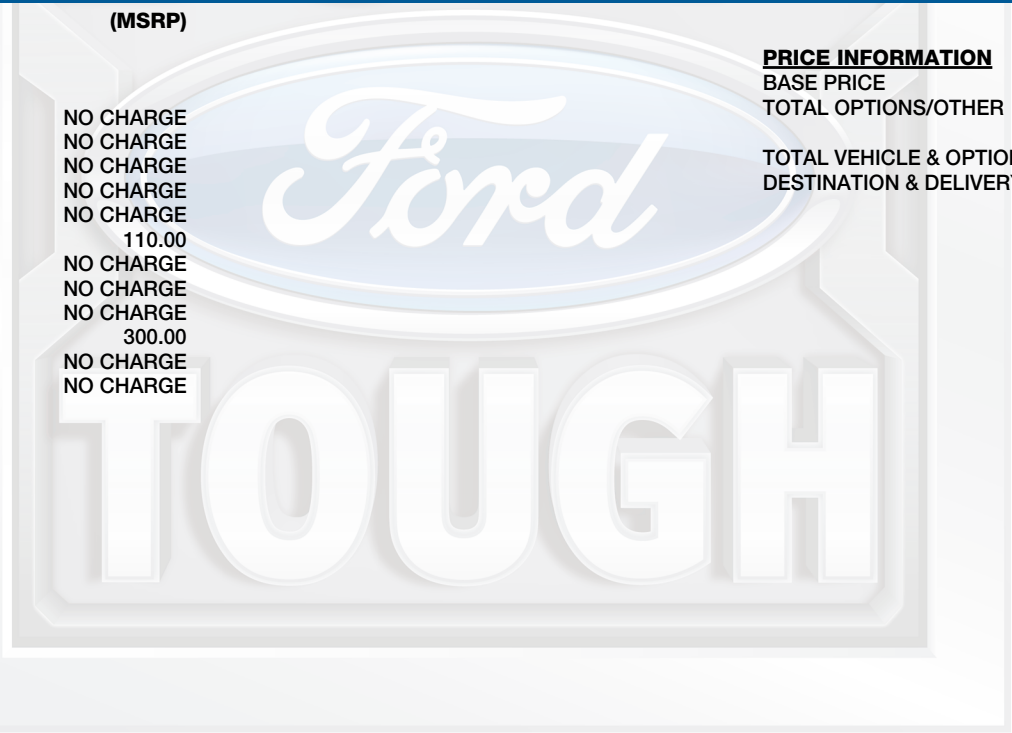 (MSRP)
NO CHARGE
NO CHARGE
NO CHARGE
NO CHARGE
NO CHARGE
110.00
NO CHARGE
NO CHARGE
NO CHARGE
300.00
NO CHARGE
NO CHARGE
PRICE INFORMATION
BASE PRICE
TOTAL OPTIONS/OTHER
TOTAL VEHICLE & OPTIO
DESTINATION & DELIVERY
Ford
TOUGH